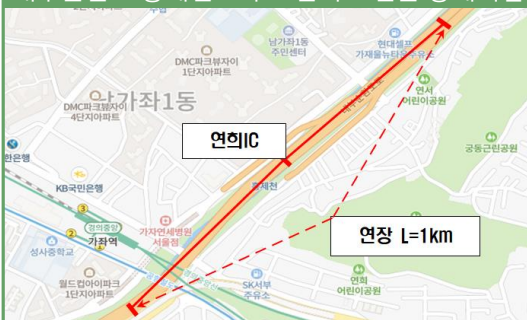 남가좌1동
주민센터
현대셀프
가재울뉴타운주유소
DMC파크뷰자이
1단지아파트
DMC파크뷰자이
4단지아파트
남가좌1동
연서
어린이공원
연희IC
궁동근린공원
KB국민은행
홍제천
3
2
경의중앙
가좌역
가자연세병원
서울점
연장 L=1km
성사중학교
월드컵아이파크
1단지아파트
SK서부
주유소
연희
어린이공원